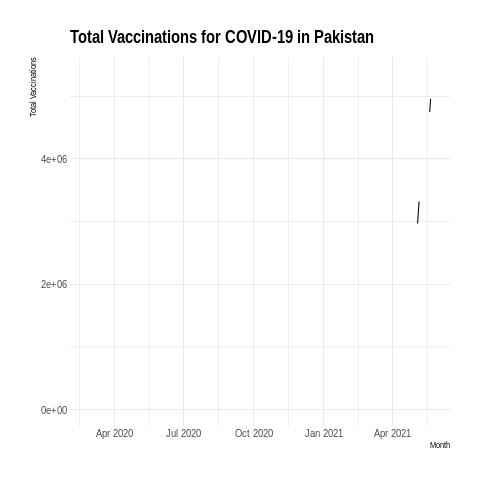 Total Vaccinations for COVID-19 in Pakistan
Total Vaccinations
4e+06
2e+06
0e+00
Apr 2020 Jul 2020 Oct 2020 Jan 2021 Apr 2021
Month